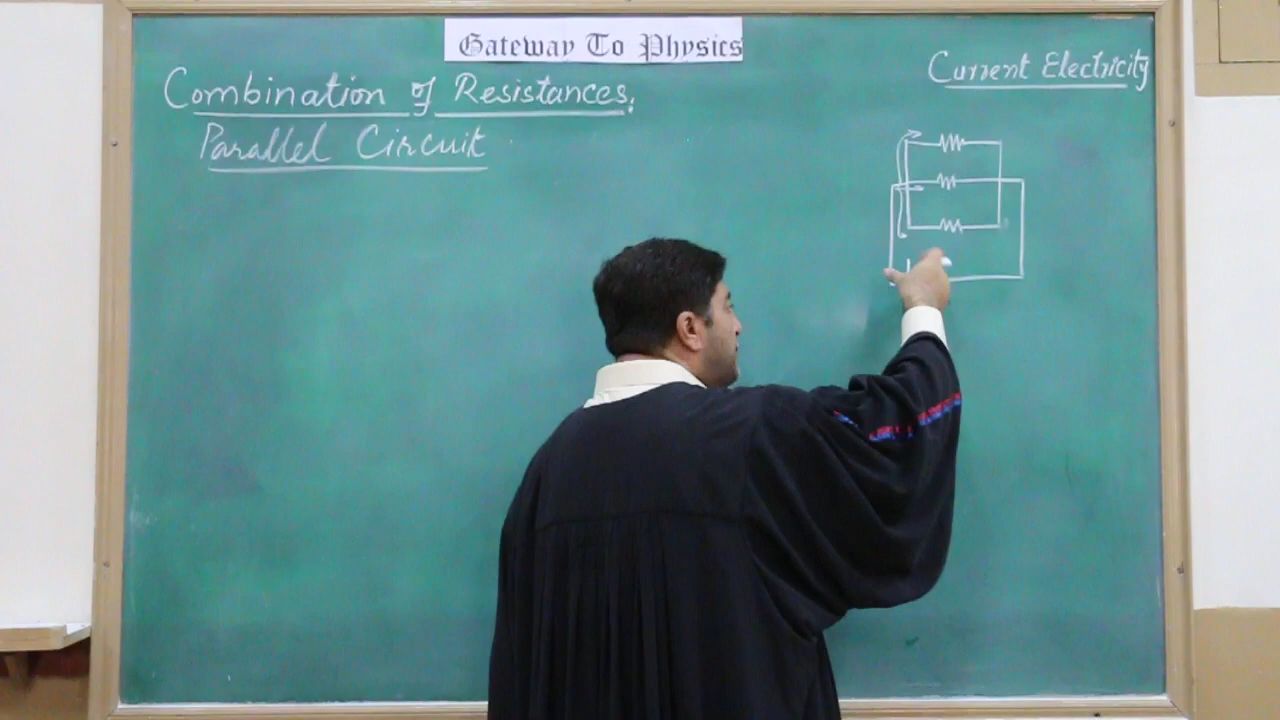 Gateway To Physics
Current Electricity
Combination of Resistances:
Parallel Circuit